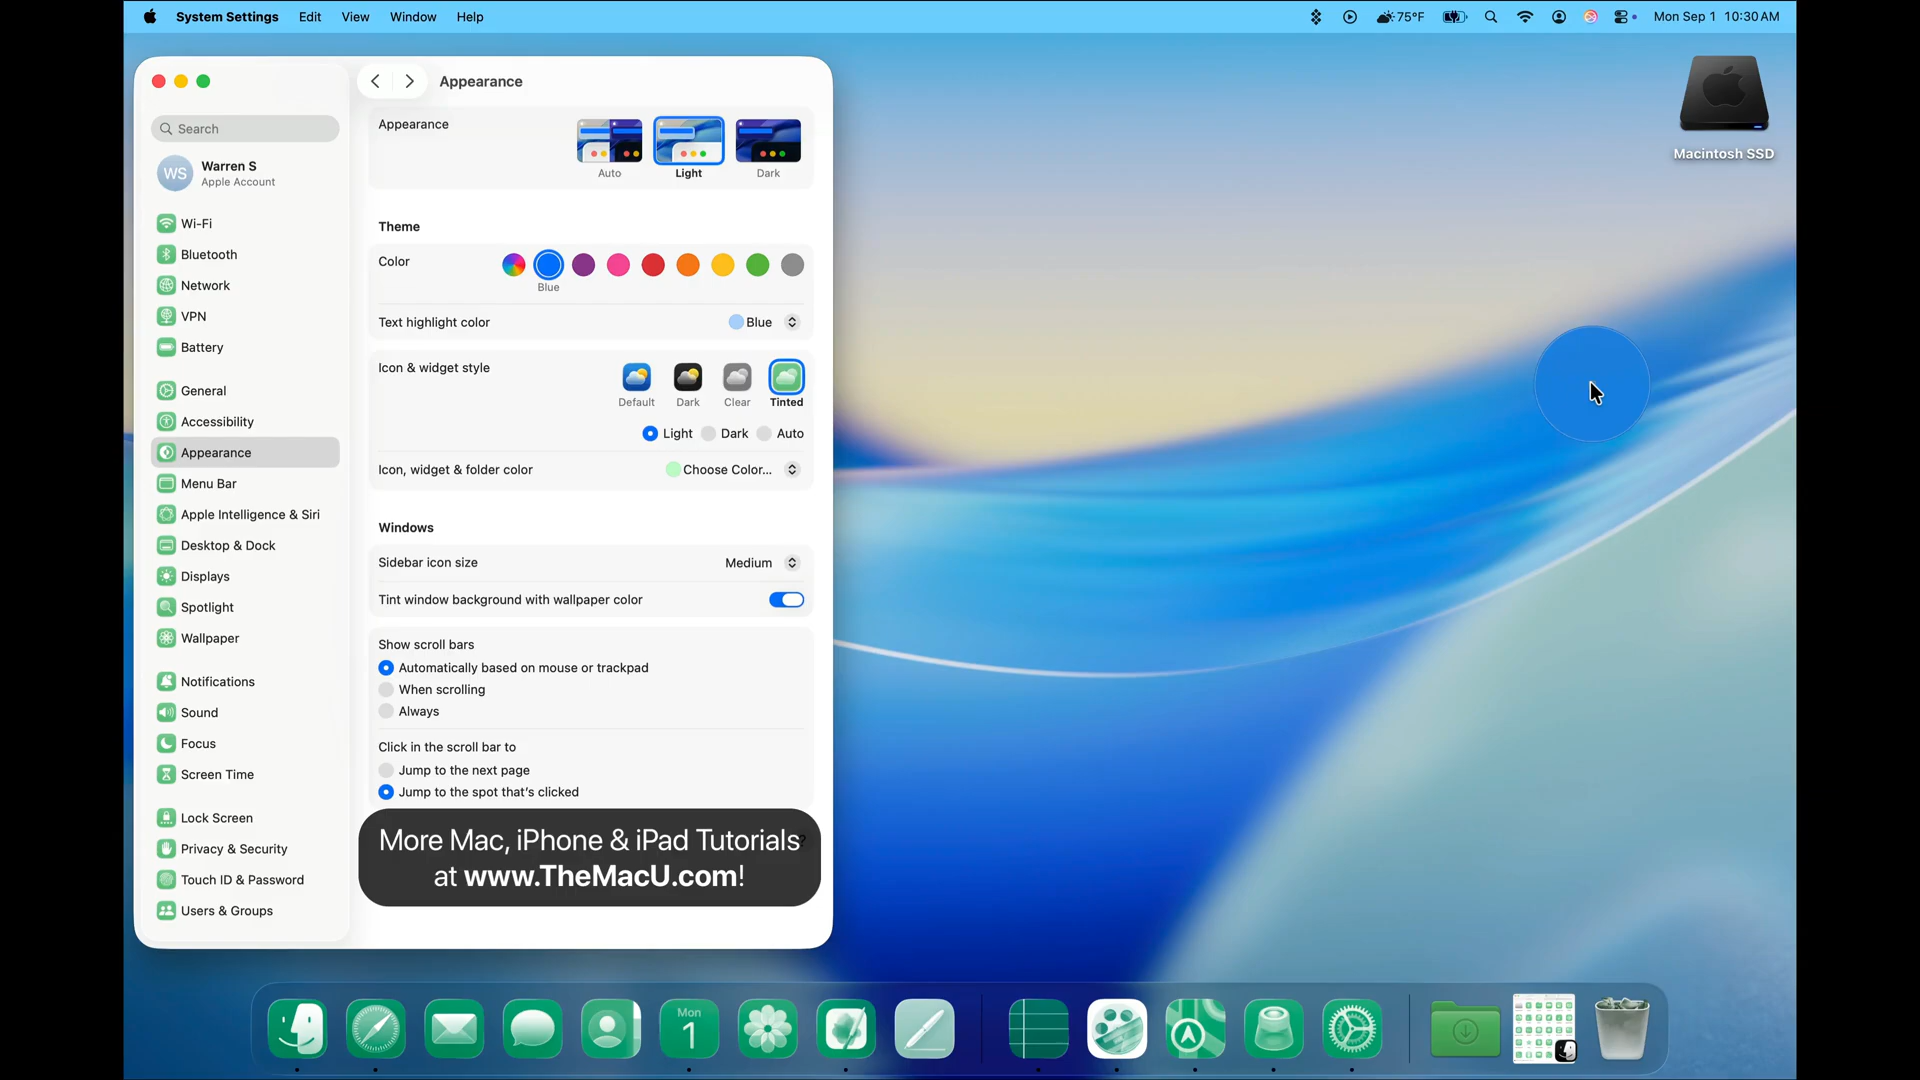 System Settings Edit View Window Help
75°F Mon Sep 1 10:30 AM
Appearance
Search
Warren S
WS
Apple Account
Wi-Fi
Bluetooth
Network
VPN
Battery
General
Accessibility
Appearance
Menu Bar
Apple Intelligence & Siri
Desktop & Dock
Displays
Spotlight
Wallpaper
Notifications
Sound
Focus
Screen Time
Lock Screen
Privacy & Security
Touch ID & Password
Users & Groups
Appearance
Auto Light Dark
Theme
Color
Blue
Text highlight color Blue
Icon & widget style
Default Dark Clear Tinted
Light Dark Auto
Icon, widget & folder color Choose Color...
Windows
Sidebar icon size Medium
Tint window background with wallpaper color
Show scroll bars
Automatically based on mouse or trackpad
When scrolling
Always
Click in the scroll bar to
Jump to the next page
Jump to the spot that's clicked
More Mac, iPhone & iPad Tutorials
at www.TheMacU.com!
Macintosh SSD
Mon
1